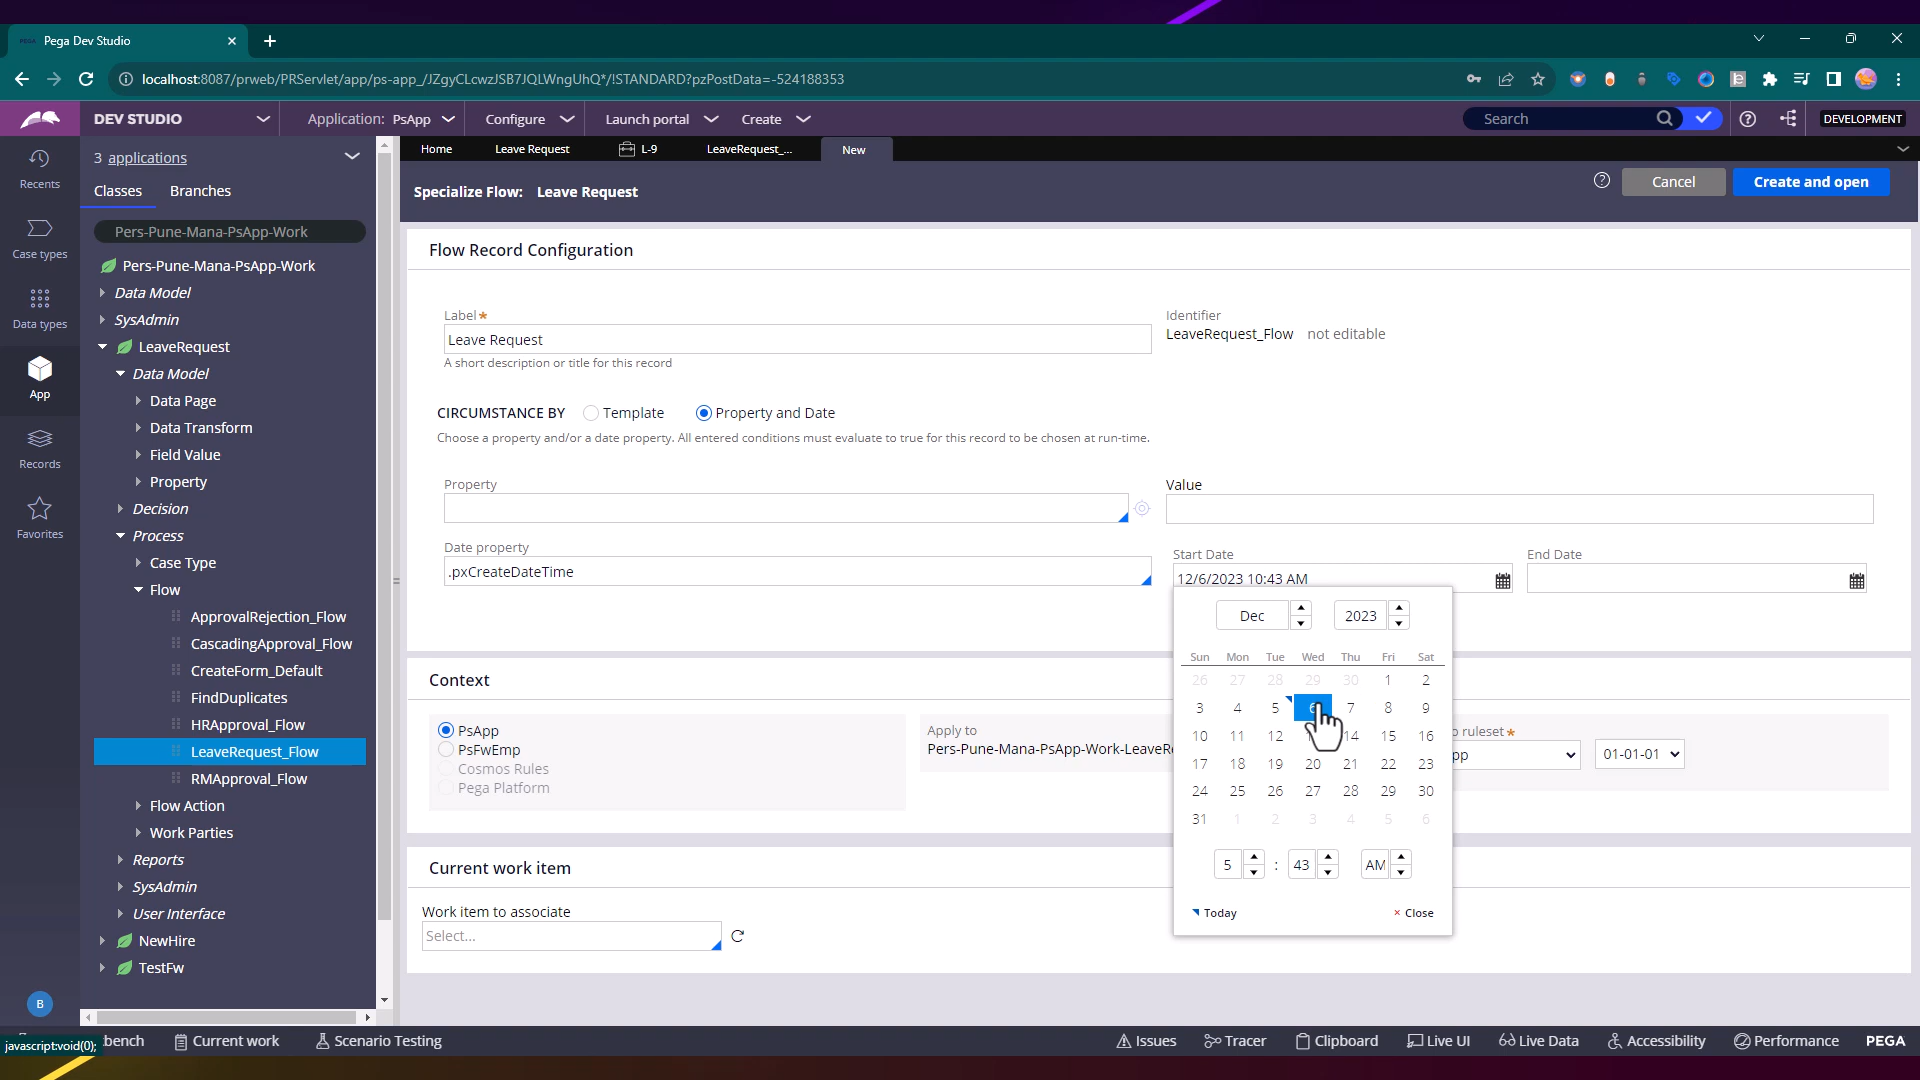 Pega Dev Studio
localhost:8087/prweb/PRServlet/app/ps-app_/JZgyCLcwzJSB7JQLWngUhQ*/!STANDARD?pzPostData=-524188353
DEV STUDIO
Application: PsApp
Configure
Launch portal
Create
Search
DEVELOPMENT
Recents
Case types
Data types
App
Records
Favorites
B
3 applications
Classes
Branches
Pers-Pune-Mana-PsApp-Work
Pers-Pune-Mana-PsApp-Work
Data Model
SysAdmin
LeaveRequest
Data Model
Data Page
Data Transform
Field Value
Property
Decision
Process
Case Type
Flow
ApprovalRejection_Flow
CascadingApproval_Flow
CreateForm_Default
FindDuplicates
HRApproval_Flow
LeaveRequest_Flow
RMApproval_Flow
Flow Action
Work Parties
Reports
SysAdmin
User Interface
NewHire
TestFw
Home
Leave Request
L-9
LeaveRequest_...
New
Specialize Flow: Leave Request
Cancel
Create and open
Flow Record Configuration
Label*
Leave Request
A short description or title for this record
Identifier
LeaveRequest_Flow not editable
CIRCUMSTANCE BY Template Property and Date
Choose a property and/or a date property. All entered conditions must evaluate to true for this record to be chosen at run-time.
Property
Value
Date property
.pxCreateDateTime
Start Date
12/6/2023 10:43 AM
End Date
Dec 2023
Sun Mon Tue Wed Thu Fri Sat
26 27 28 29 30 1 2
3 4 5 6 7 8 9
10 11 12 14 15 16
17 18 19 20 21 22 23
24 25 26 27 28 29 30
31 1 2 3 4 5 6
5 : 43 AM
Today
× Close
Context
PsApp
PsFwEmp
Cosmos Rules
Pega Platform
Apply to
Pers-Pune-Mana-PsApp-Work-LeaveR
ruleset*
pp
01-01-01
Current work item
Work item to associate
Select...
javascript:void(0);
bench
Current work
Scenario Testing
Issues
Tracer
Clipboard
Live UI
Live Data
Accessibility
Performance
PEGA